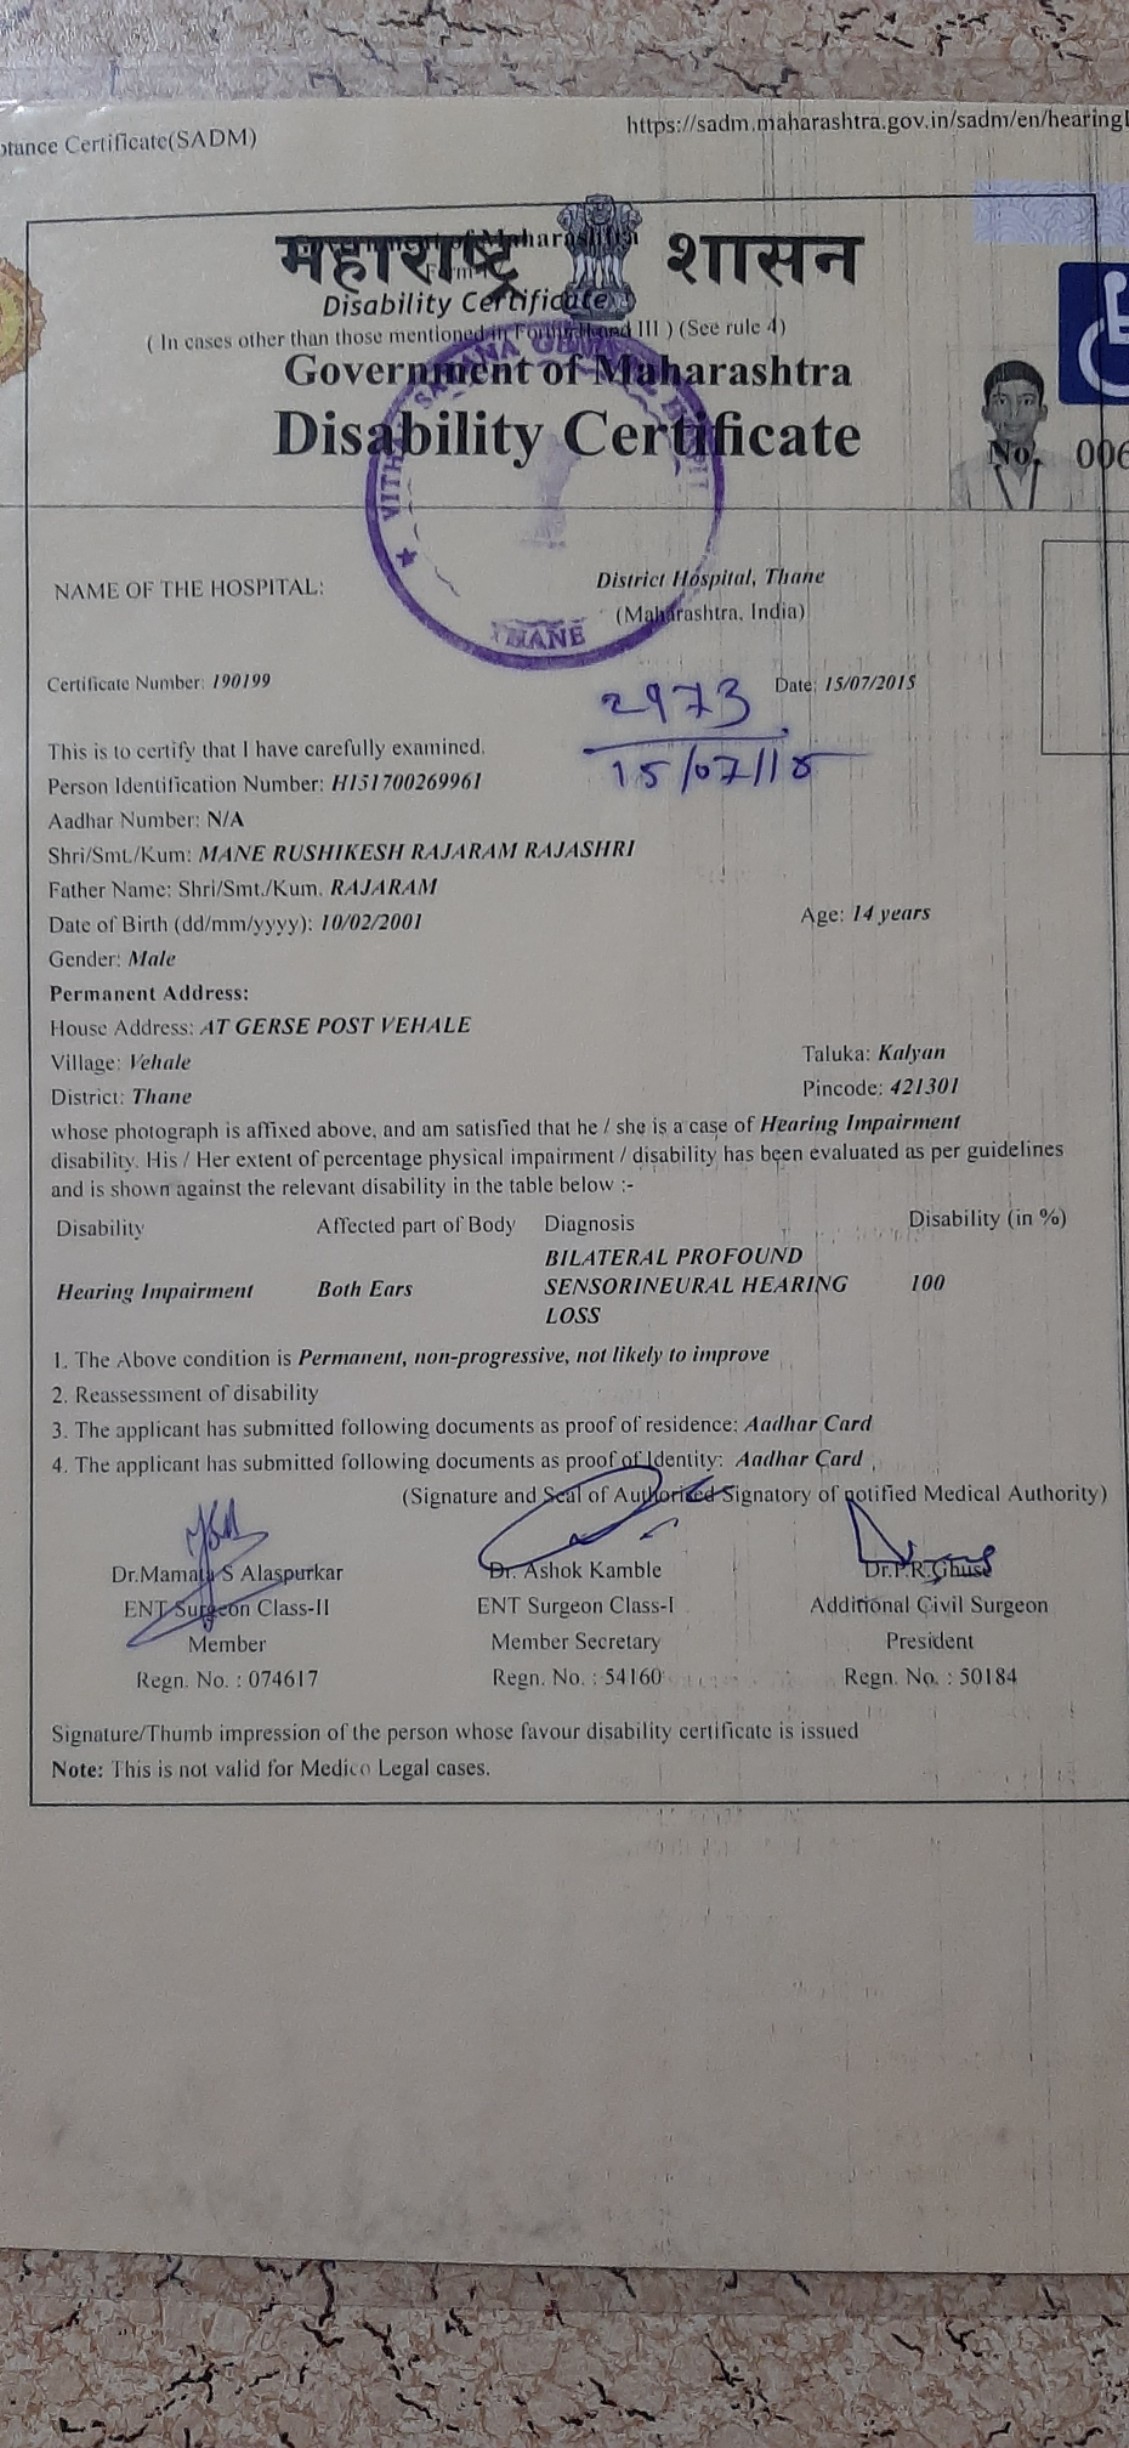 ptance Certificate(SADM)
https://sadm.maharashtra.gov.in/sadm/en/hearing
महाराष्ट्र शासन
Government of Maharashtra
Disability Certificate
( In cases other than those mentioned in Form II and III ) (See rule 4)
Government of Maharashtra
Disability Certificate
No. 006
THANE
NAME OF THE HOSPITAL: District Hospital, Thane
(Maharashtra, India)
Certificate Number: 190199 Date: 15/07/2015
2973
15/07/15
This is to certify that I have carefully examined.
Person Identification Number: H151700269961
Aadhar Number: N/A
Shri/Smt./Kum: MANE RUSHIKESH RAJARAM RAJASHRI
Father Name: Shri/Smt./Kum. RAJARAM
Date of Birth (dd/mm/yyyy): 10/02/2001 Age: 14 years
Gender: Male
Permanent Address:
House Address: AT GERSE POST VEHALE
Village: Vehale Taluka: Kalyan
District: Thane Pincode: 421301
whose photograph is affixed above, and am satisfied that he / she is a case of Hearing Impairment
disability. His / Her extent of percentage physical impairment / disability has been evaluated as per guidelines
and is shown against the relevant disability in the table below :-
Disability Affected part of Body Diagnosis Disability (in %)
Hearing Impairment Both Ears BILATERAL PROFOUND
SENSORINEURAL HEARING 100
LOSS
1. The Above condition is Permanent, non-progressive, not likely to improve
2. Reassessment of disability
3. The applicant has submitted following documents as proof of residence: Aadhar Card
4. The applicant has submitted following documents as proof of Identity: Aadhar Card
(Signature and Seal of Authorized Signatory of notified Medical Authority)
Dr.Mamata S Alaspurkar Dr. Ashok Kamble Dr.P.R.Ghuse
ENT Surgeon Class-II ENT Surgeon Class-I Additional Civil Surgeon
Member Member Secretary President
Regn. No. : 074617 Regn. No. : 54160 Regn. No. : 50184
Signature/Thumb impression of the person whose favour disability certificate is issued
Note: This is not valid for Medico Legal cases.